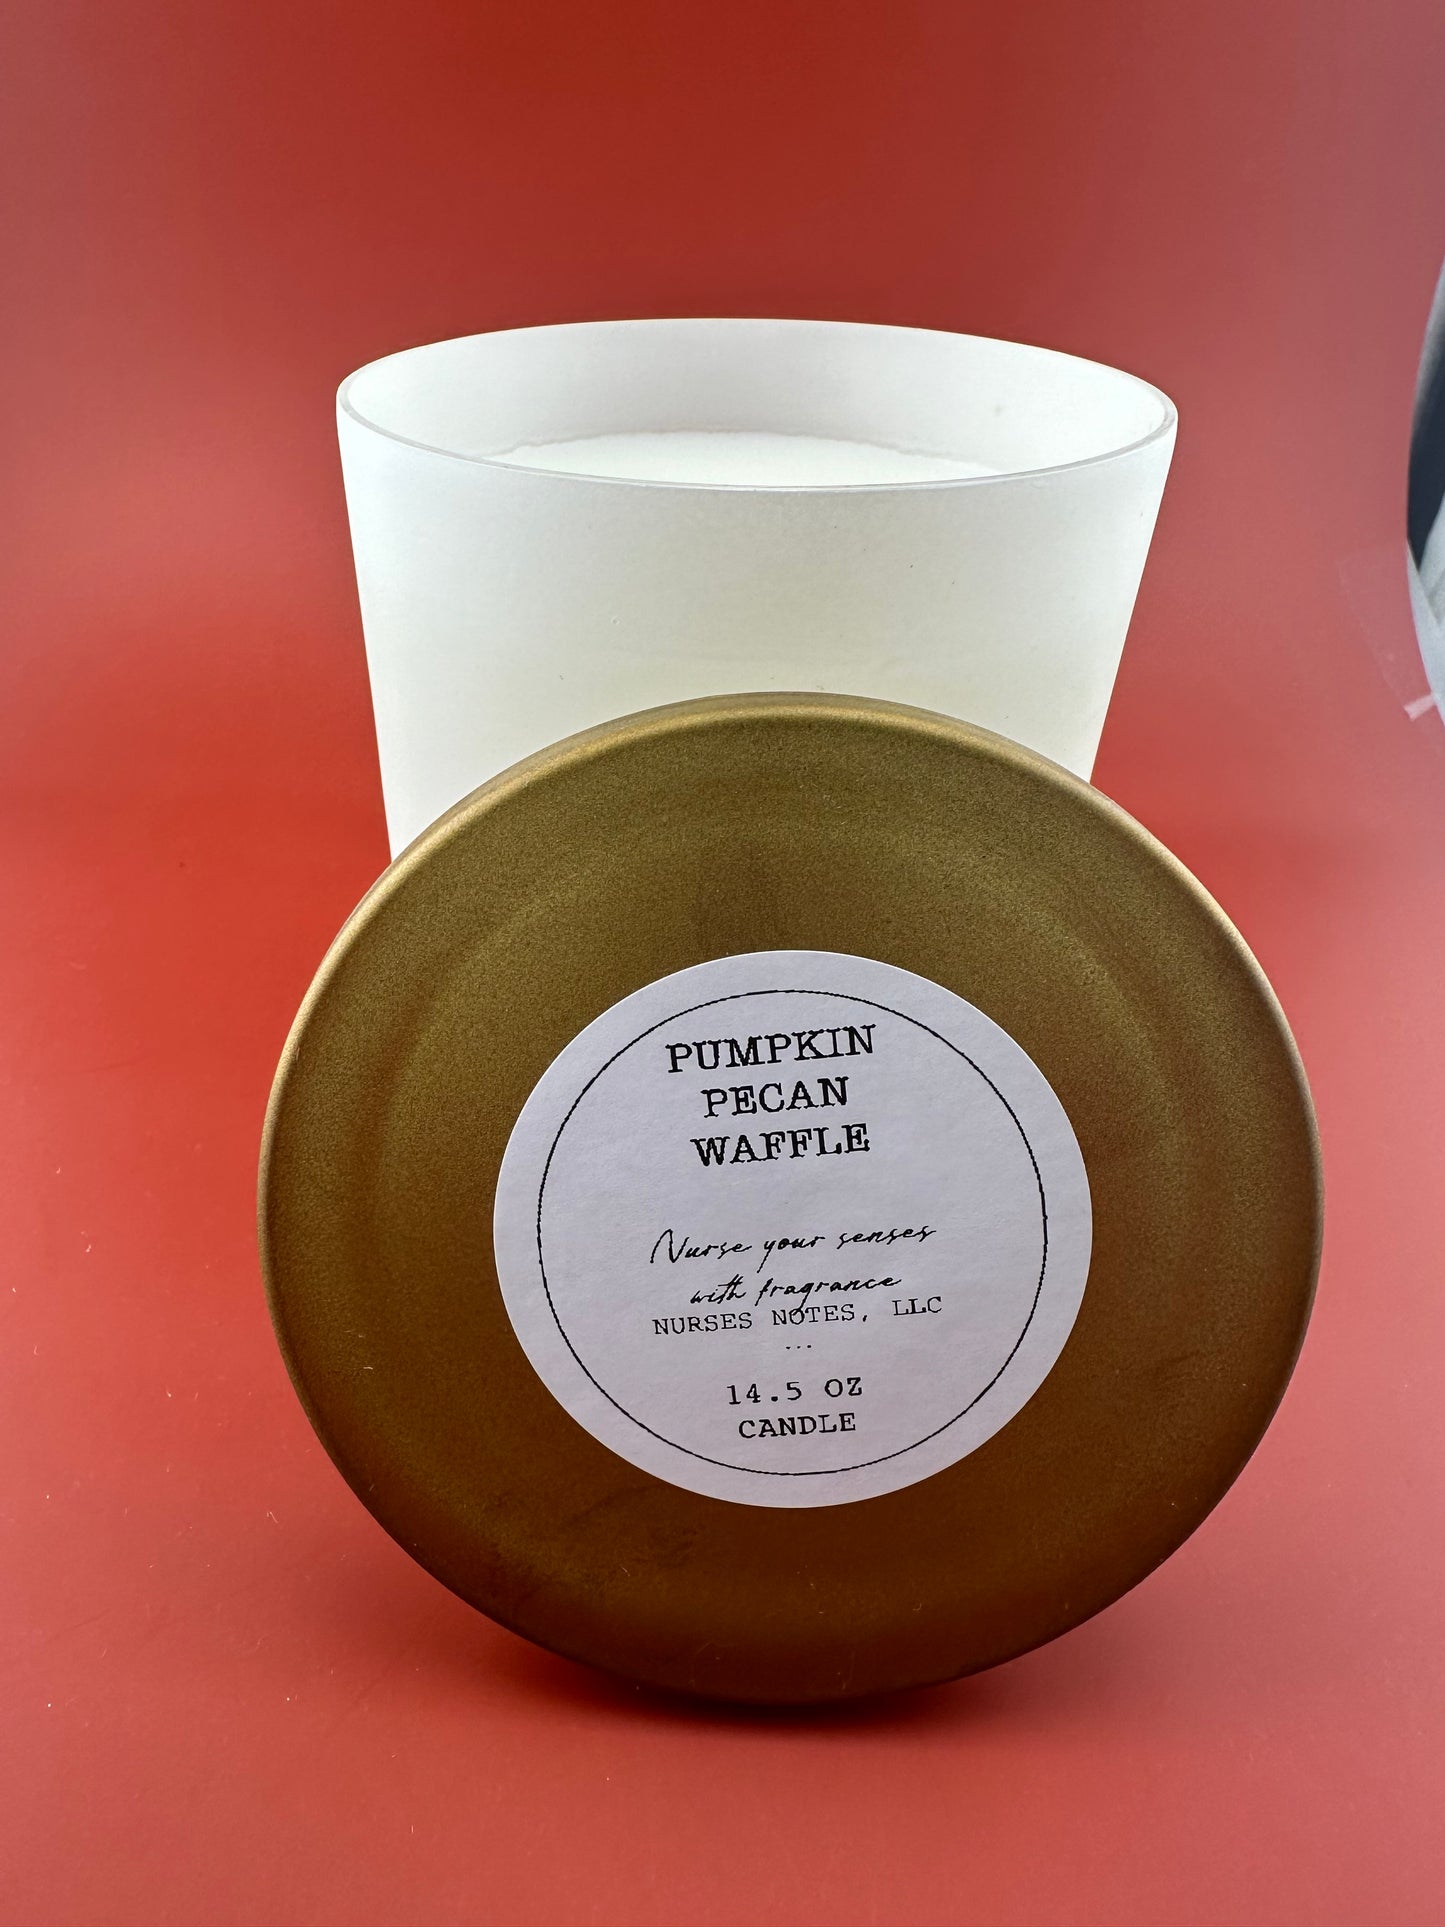 PUMPKIN
PECAN
WAFFLE
Nurse your senses
with fragrance
NURSES NOTES, LLC
...
14.5 OZ
CANDLE